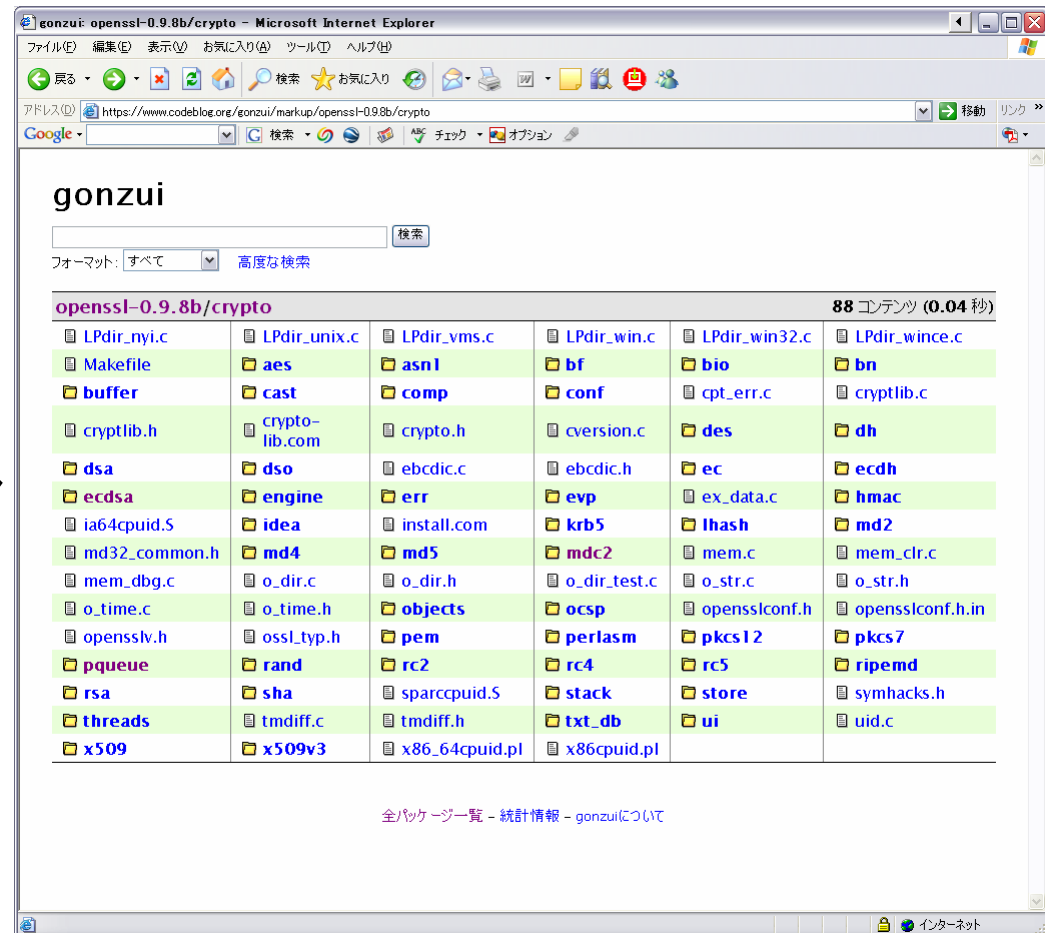 gonzui: openssl-0.9.8b/crypto - Microsoft Internet Explorer
ファイル(F) 編集(E) 表示(V) お気に入り(A) ツール(T) ヘルプ(H)
戻る 検索 お気に入り
アドレス(D) https://www.codeblog.org/gonzui/markup/openssl-0.9.8b/crypto 移動 リンク »
Google 検索 チェック オプション
gonzui
検索
フォーマット: すべて 高度な検索
openssl-0.9.8b/crypto 88 コンテンツ (0.04 秒)
LPdir_nyi.c LPdir_unix.c LPdir_vms.c LPdir_win.c LPdir_win32.c LPdir_wince.c
Makefile aes asn1 bf bio bn
buffer cast comp conf cpt_err.c cryptlib.c
cryptlib.h crypto-lib.com crypto.h cversion.c des dh
dsa dso ebcdic.c ebcdic.h ec ecdh
ecdsa engine err evp ex_data.c hmac
ia64cpuid.S idea install.com krb5 lhash md2
md32_common.h md4 md5 mdc2 mem.c mem_clr.c
mem_dbg.c o_dir.c o_dir.h o_dir_test.c o_str.c o_str.h
o_time.c o_time.h objects ocsp opensslconf.h opensslconf.h.in
opensslv.h ossl_typ.h pem perlasm pkcs12 pkcs7
pqueue rand rc2 rc4 rc5 ripemd
rsa sha sparccpuid.S stack store symhacks.h
threads tmdiff.c tmdiff.h txt_db ui uid.c
x509 x509v3 x86_64cpuid.pl x86cpuid.pl
全パッケージ一覧 - 統計情報 - gonzuiについて
インターネット